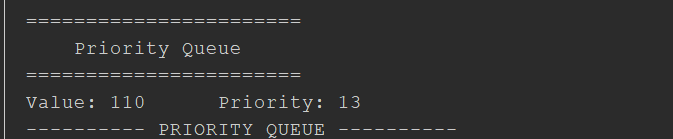 =======================
Priority Queue
=======================
Value: 110 Priority: 13
---------- PRIORITY QUEUE ----------